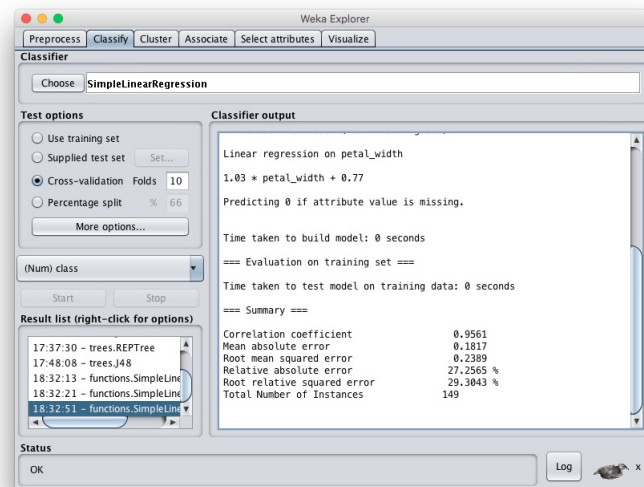 Weka Explorer
Preprocess Classify Cluster Associate Select attributes Visualize
Classifier
Choose SimpleLinearRegression
Test options
Use training set
Supplied test set Set...
Cross-validation Folds 10
Percentage split % 66
More options...
(Num) class
Start Stop
Result list (right-click for options)
17:37:30 - trees.REPTree
17:48:08 - trees.J48
18:32:13 - functions.SimpleLine
18:32:21 - functions.SimpleLine
18:32:51 - functions.SimpleLine
Classifier output
Linear regression on petal_width
1.03 * petal_width + 0.77
Predicting 0 if attribute value is missing.
Time taken to build model: 0 seconds
=== Evaluation on training set ===
Time taken to test model on training data: 0 seconds
=== Summary ===
Correlation coefficient 0.9561
Mean absolute error 0.1817
Root mean squared error 0.2389
Relative absolute error 27.2565 %
Root relative squared error 29.3043 %
Total Number of Instances 149
Status
OK
Log
x